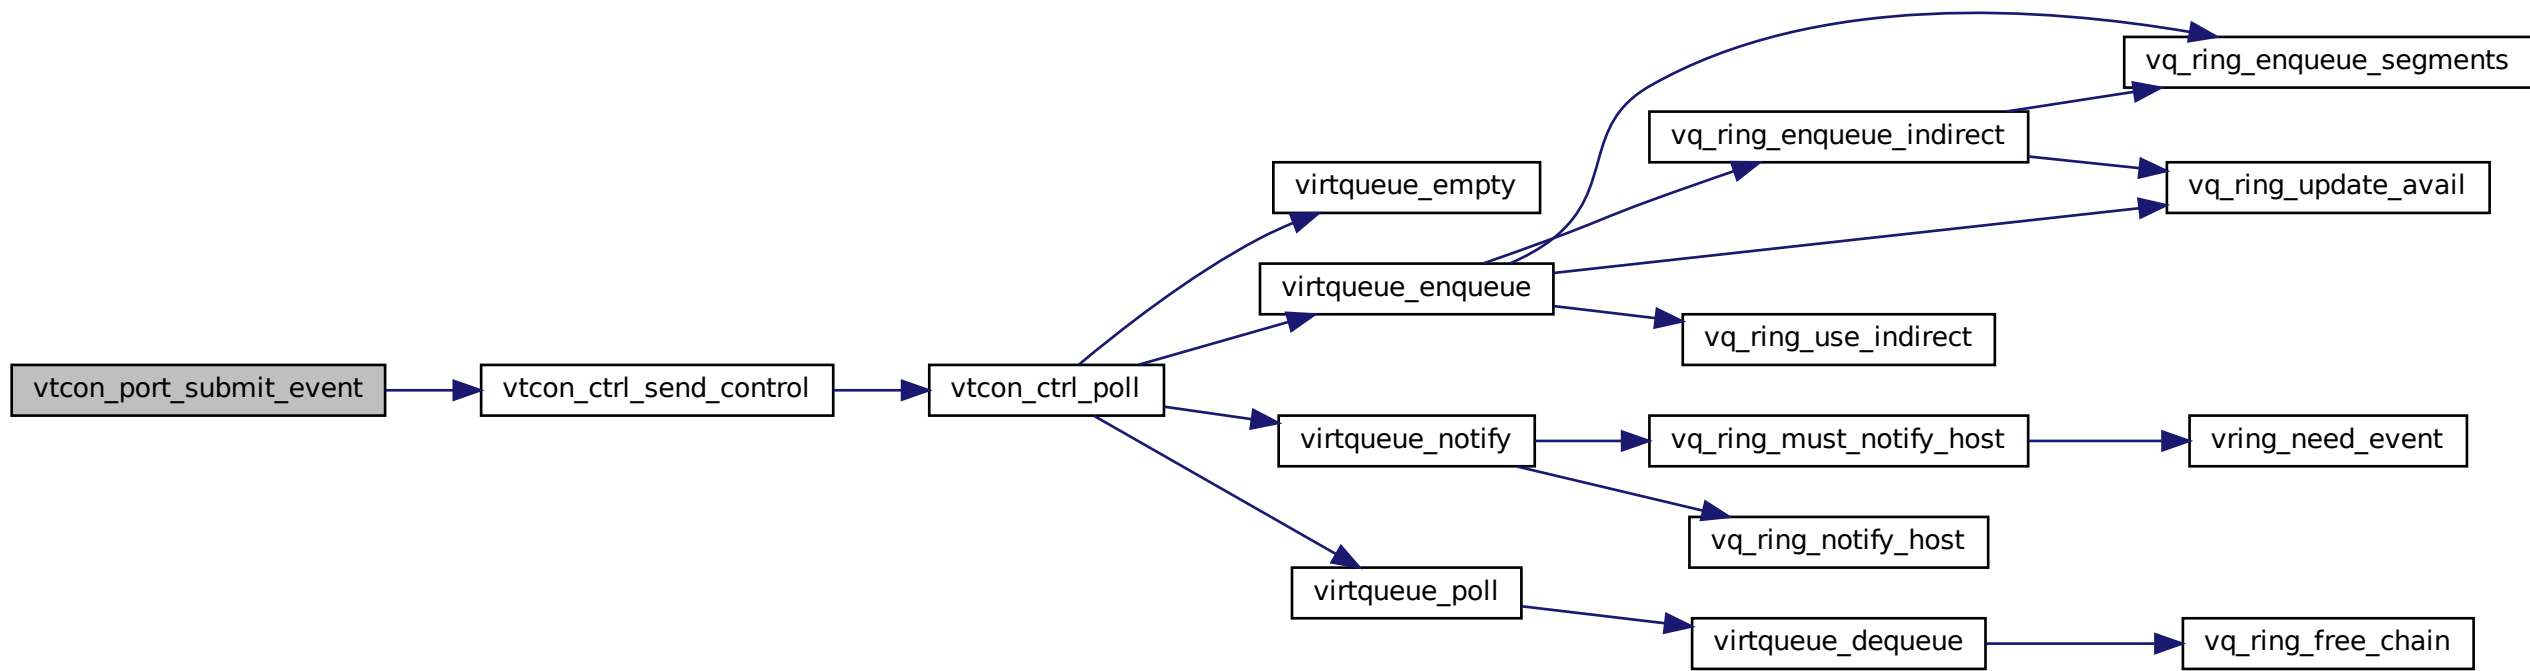 vq_ring_enqueue_segments
vq_ring_enqueue_indirect
virtqueue_empty
vq_ring_update_avail
virtqueue_enqueue
vq_ring_use_indirect
vtcon_port_submit_event
vtcon_ctrl_send_control
vtcon_ctrl_poll
virtqueue_notify
vq_ring_must_notify_host
vring_need_event
vq_ring_notify_host
virtqueue_poll
virtqueue_dequeue
vq_ring_free_chain